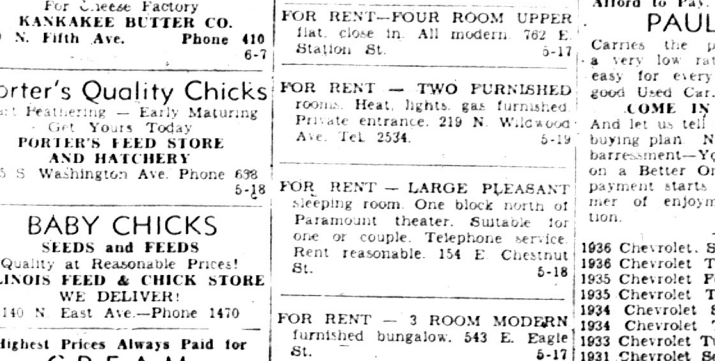 For Cheese Factory
KANKAKEE BUTTER CO.
N. Fifth Ave. Phone 410
6-7
orter's Quality Chicks
Feathering — Early Maturing
Get Yours Today
PORTER'S FEED STORE
AND HATCHERY
5 S Washington Ave. Phone 698
5-18
BABY CHICKS
SEEDS and FEEDS
Quality at Reasonable Prices!
LINOIS FEED & CHICK STORE
WE DELIVER!
140 N. East Ave.—Phone 1470
Highest Prices Always Paid for
CREAM
FOR RENT—FOUR ROOM UPPER
flat. close in. All modern. 762 E.
Station St. 5-17
FOR RENT — TWO FURNISHED
rooms. Heat, lights, gas furnished.
Private entrance. 219 N. Wildwood
Ave. Tel. 2534. 5-19
FOR RENT — LARGE PLEASANT
sleeping room. One block north of
Paramount theater. Suitable for
one or couple. Telephone service.
Rent reasonable. 154 E. Chestnut
St. 5-18
FOR RENT — 3 ROOM MODERN
furnished bungalow. 543 E. Eagle
St. 5-17
Afford to Pay.
PAUL
Carries the
a very low rat
easy for every
good Used Car.
COME IN
And let us tell
buying plan N
barressment—Yo
on a Better Or
payment starts
mer of enjoym
tion.
1936 Chevrolet. S
1936 Chevrolet T
1935 Chevrolet F
1935 Chevrolet T
1934 Chevrolet S
1934 Chevrolet T
1933 Chevrolet T
1931 Chevrolet S